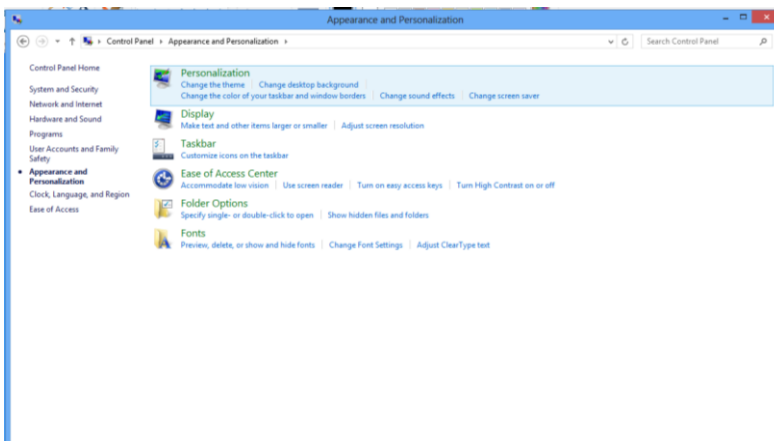 Appearance and Personalization
Control Panel Appearance and Personalization
Search Control Panel
Control Panel Home
System and Security
Network and Internet
Hardware and Sound
Programs
User Accounts and Family
Safety
Appearance and
Personalization
Clock, Language, and Region
Ease of Access
Personalization
Change the theme Change desktop background
Change the color of your taskbar and window borders Change sound effects Change screen saver
Display
Make text and other items larger or smaller Adjust screen resolution
Taskbar
Customize icons on the taskbar
Ease of Access Center
Accommodate low vision Use screen reader Turn on easy access keys Turn High Contrast on or off
Folder Options
Specify single- or double-click to open Show hidden files and folders
Fonts
Preview, delete, or show and hide fonts Change Font Settings Adjust ClearType text